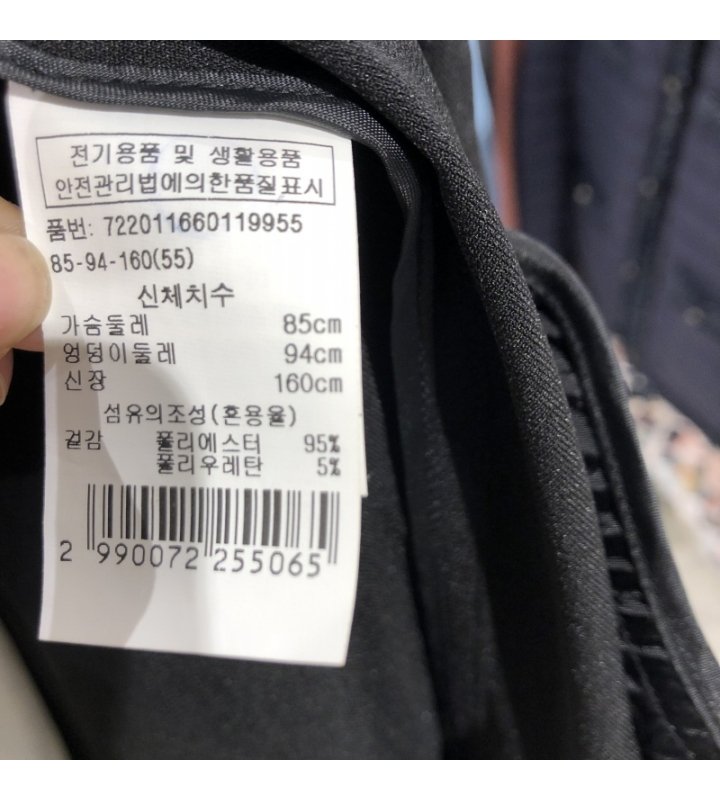 전기용품 및 생활용품
안전관리법에의한품질표시
품번: 722011660119955
85-94-160(55)
신체치수
가슴둘레 85cm
엉덩이둘레 94cm
신장 160cm
섬유의조성(혼용율)
겉감 폴리에스터 95%
폴리우레탄 5%
2 990072 255065